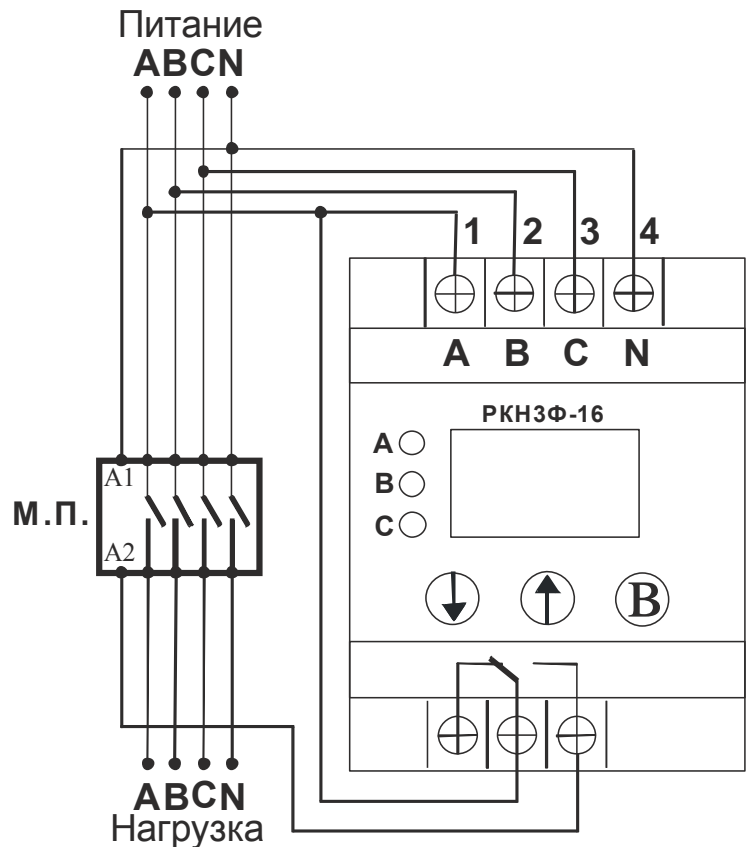 Питание
ABCN
1 2 3 4
A B C N
РКН3Ф-16
A
B
C
A1
М.П.
A2
B
ABCN
Нагрузка